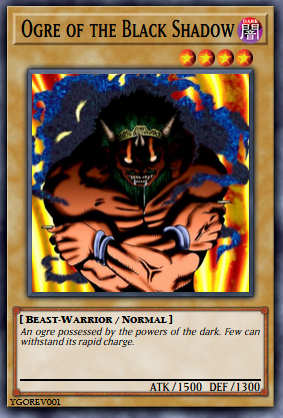 OGRE OF THE BLACK SHADOW
DARK
闇
[ BEAST-WARRIOR / NORMAL ]
An ogre possessed by the powers of the dark. Few can
withstand its rapid charge.
ATK / 1500 DEF / 1300
YGOREV001